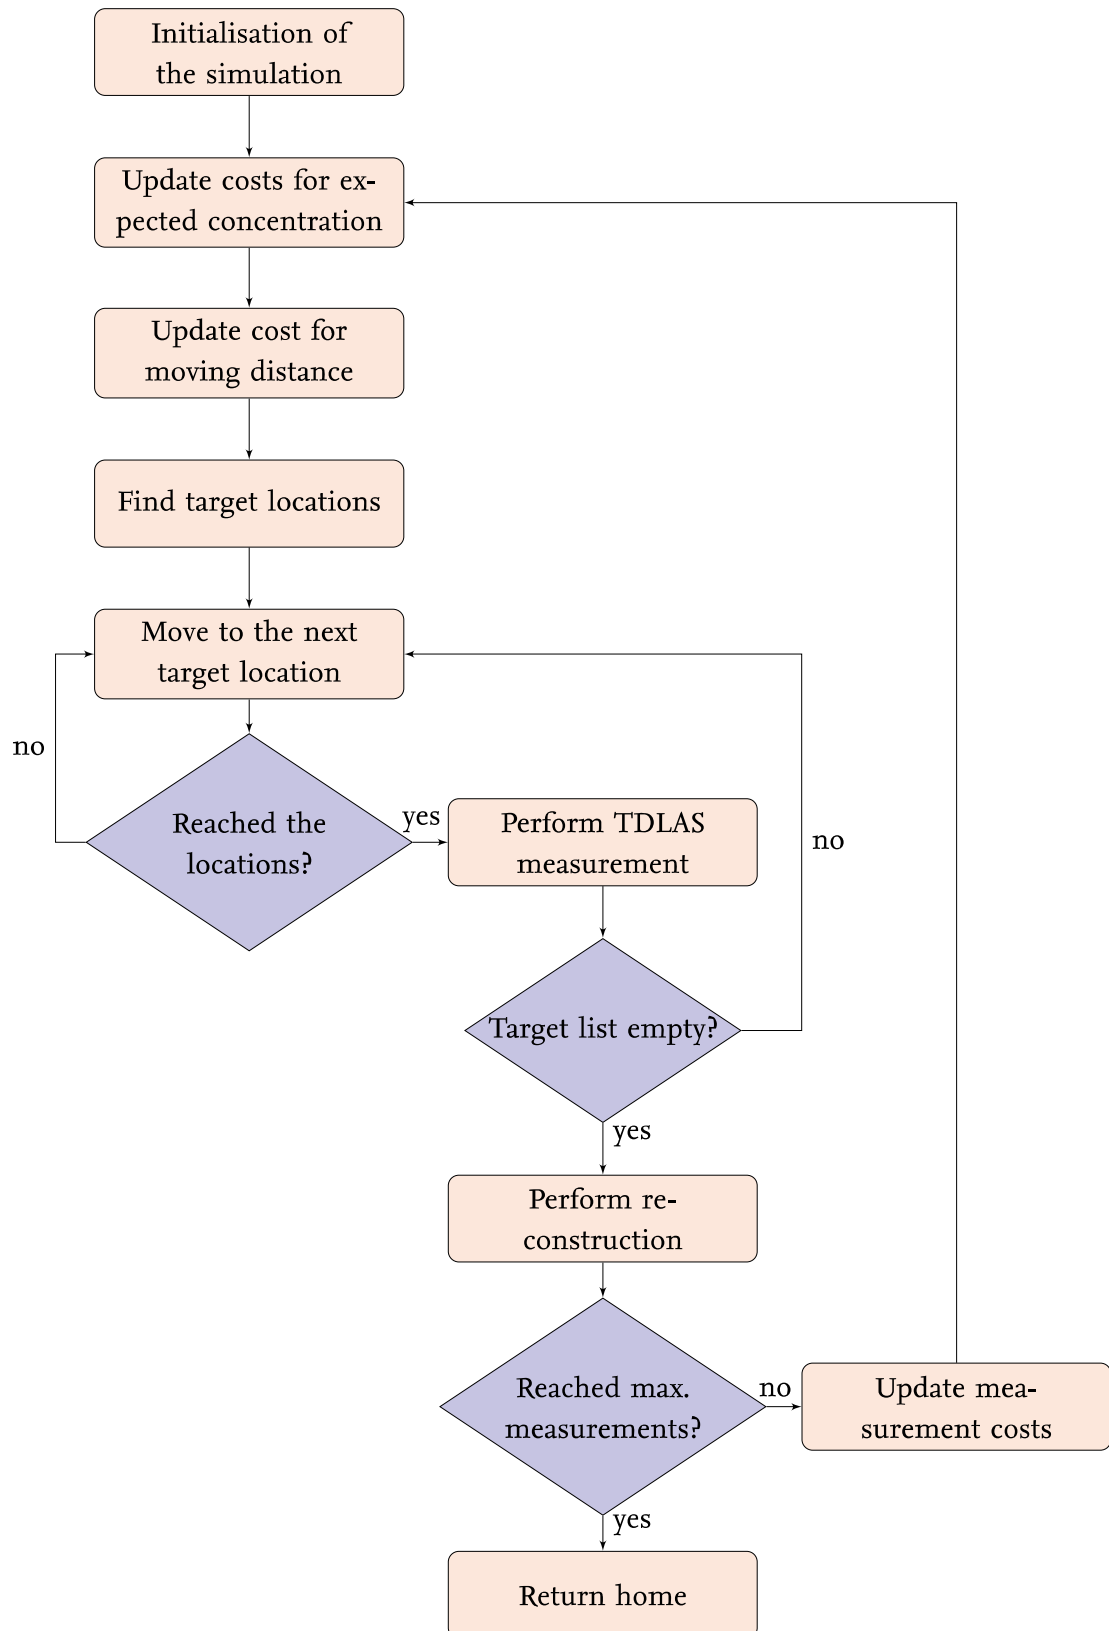 Initialisation of
the simulation
Update costs for ex-
pected concentration
Update cost for
moving distance
Find target locations
Move to the next
target location
no
Reached the
locations?
yes
Perform TDLAS
measurement
no
Target list empty?
yes
Perform re-
construction
Reached max.
measurements?
no
Update mea-
surement costs
yes
Return home